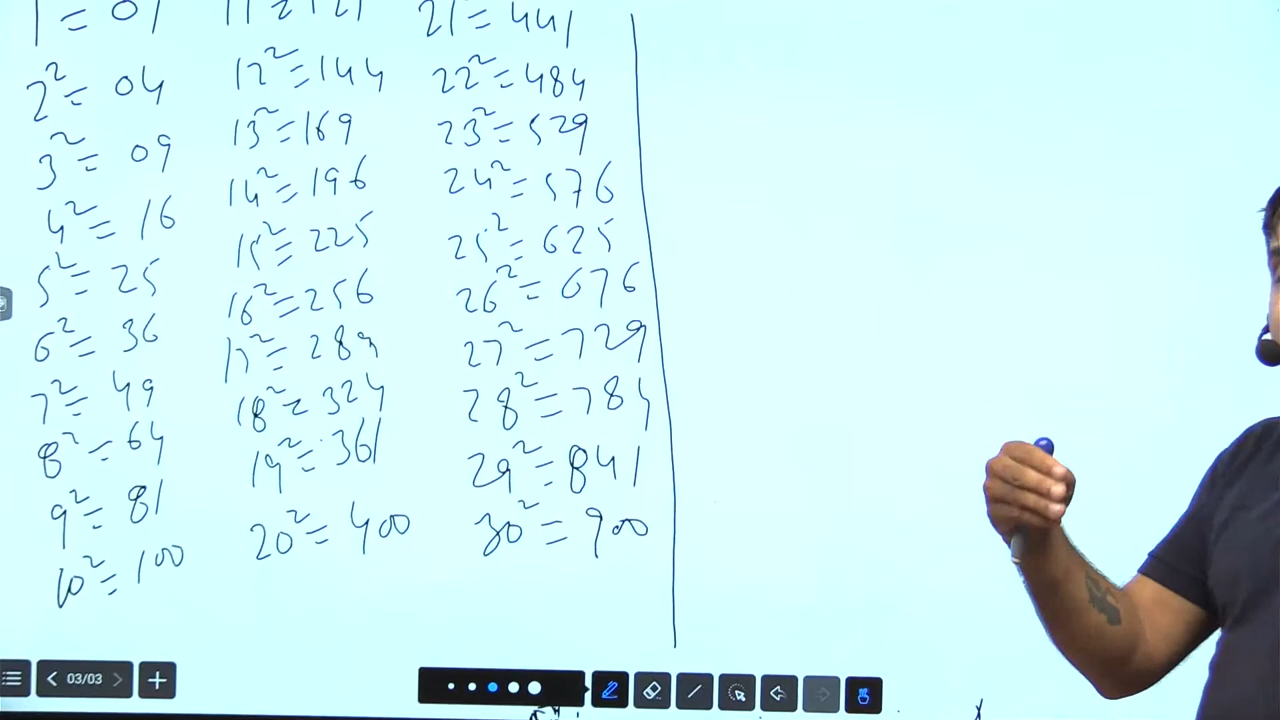 1 = 01
2² = 04
3² = 09
4² = 16
5² = 25
6² = 36
7² = 49
8² = 64
9² = 81
10² = 100
11² = 121
12² = 144
13² = 169
14² = 196
15² = 225
16² = 256
17² = 289
18² = 324
19² = 361
20² = 400
21² = 441
22² = 484
23² = 529
24² = 576
25² = 625
26² = 676
27² = 729
28² = 784
29² = 841
30² = 900
03/03